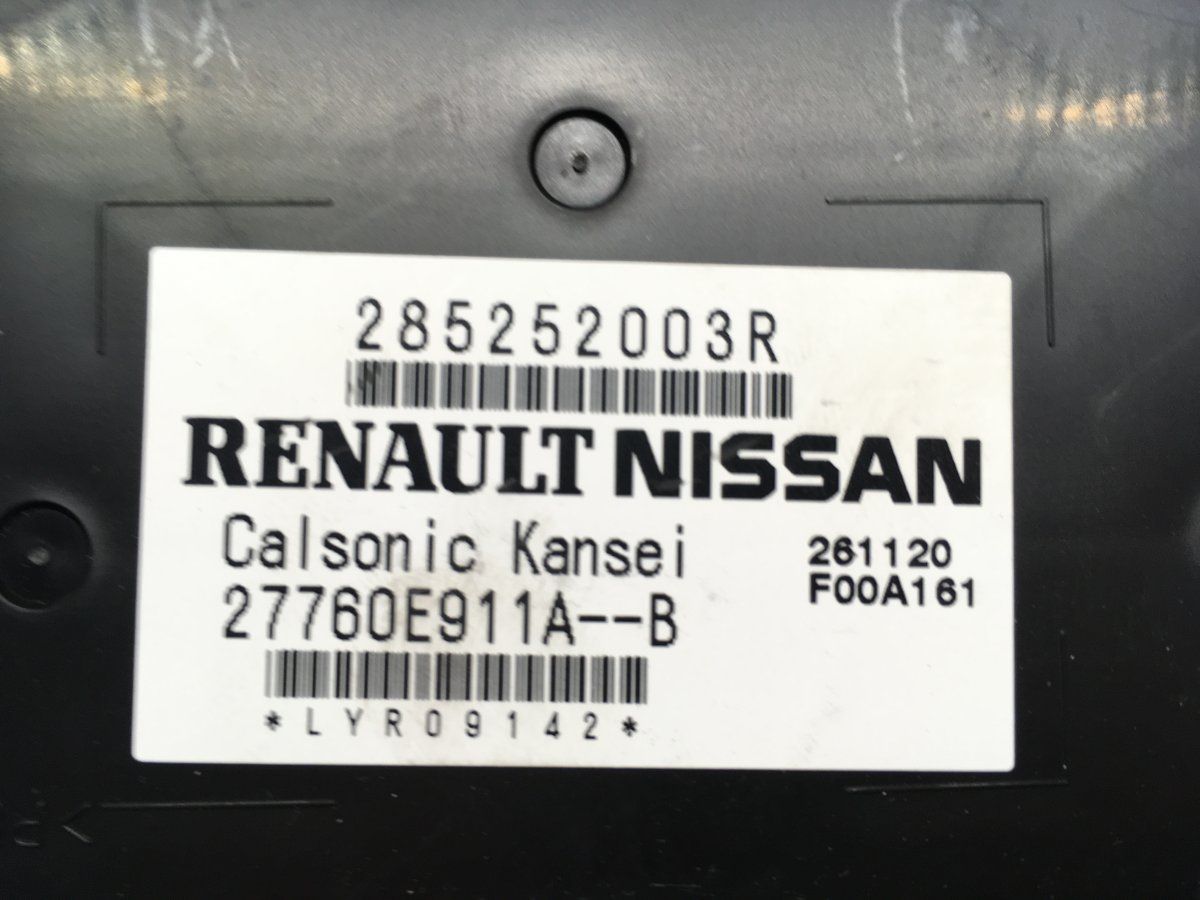 285252003R
RENAULT NISSAN
Calsonic Kansei
261120
27760E911A--B
F00A161
*LYR09142*